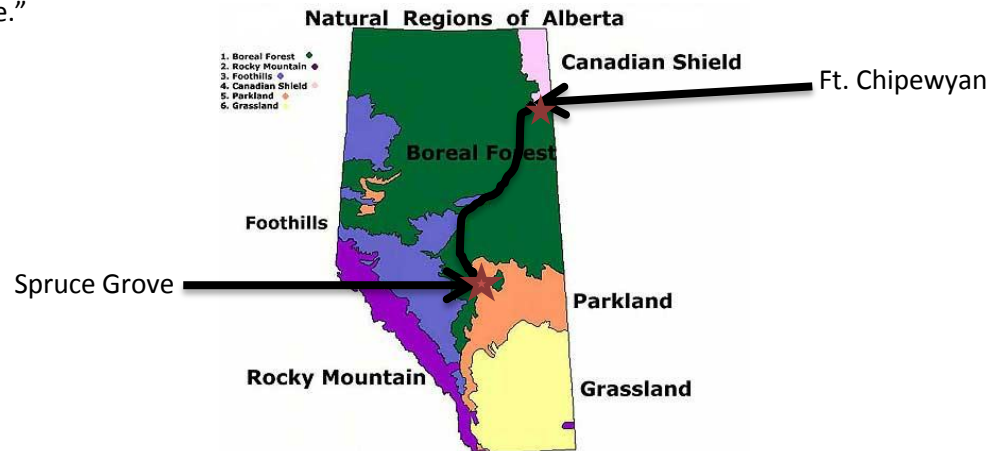 e.”
Natural Regions of Alberta
1. Boreal Forest
2. Rocky Mountain
3. Foothills
4. Canadian Shield
5. Parkland
6. Grassland
Canadian Shield
Ft. Chipewyan
Boreal Forest
Foothills
Spruce Grove
Parkland
Rocky Mountain
Grassland